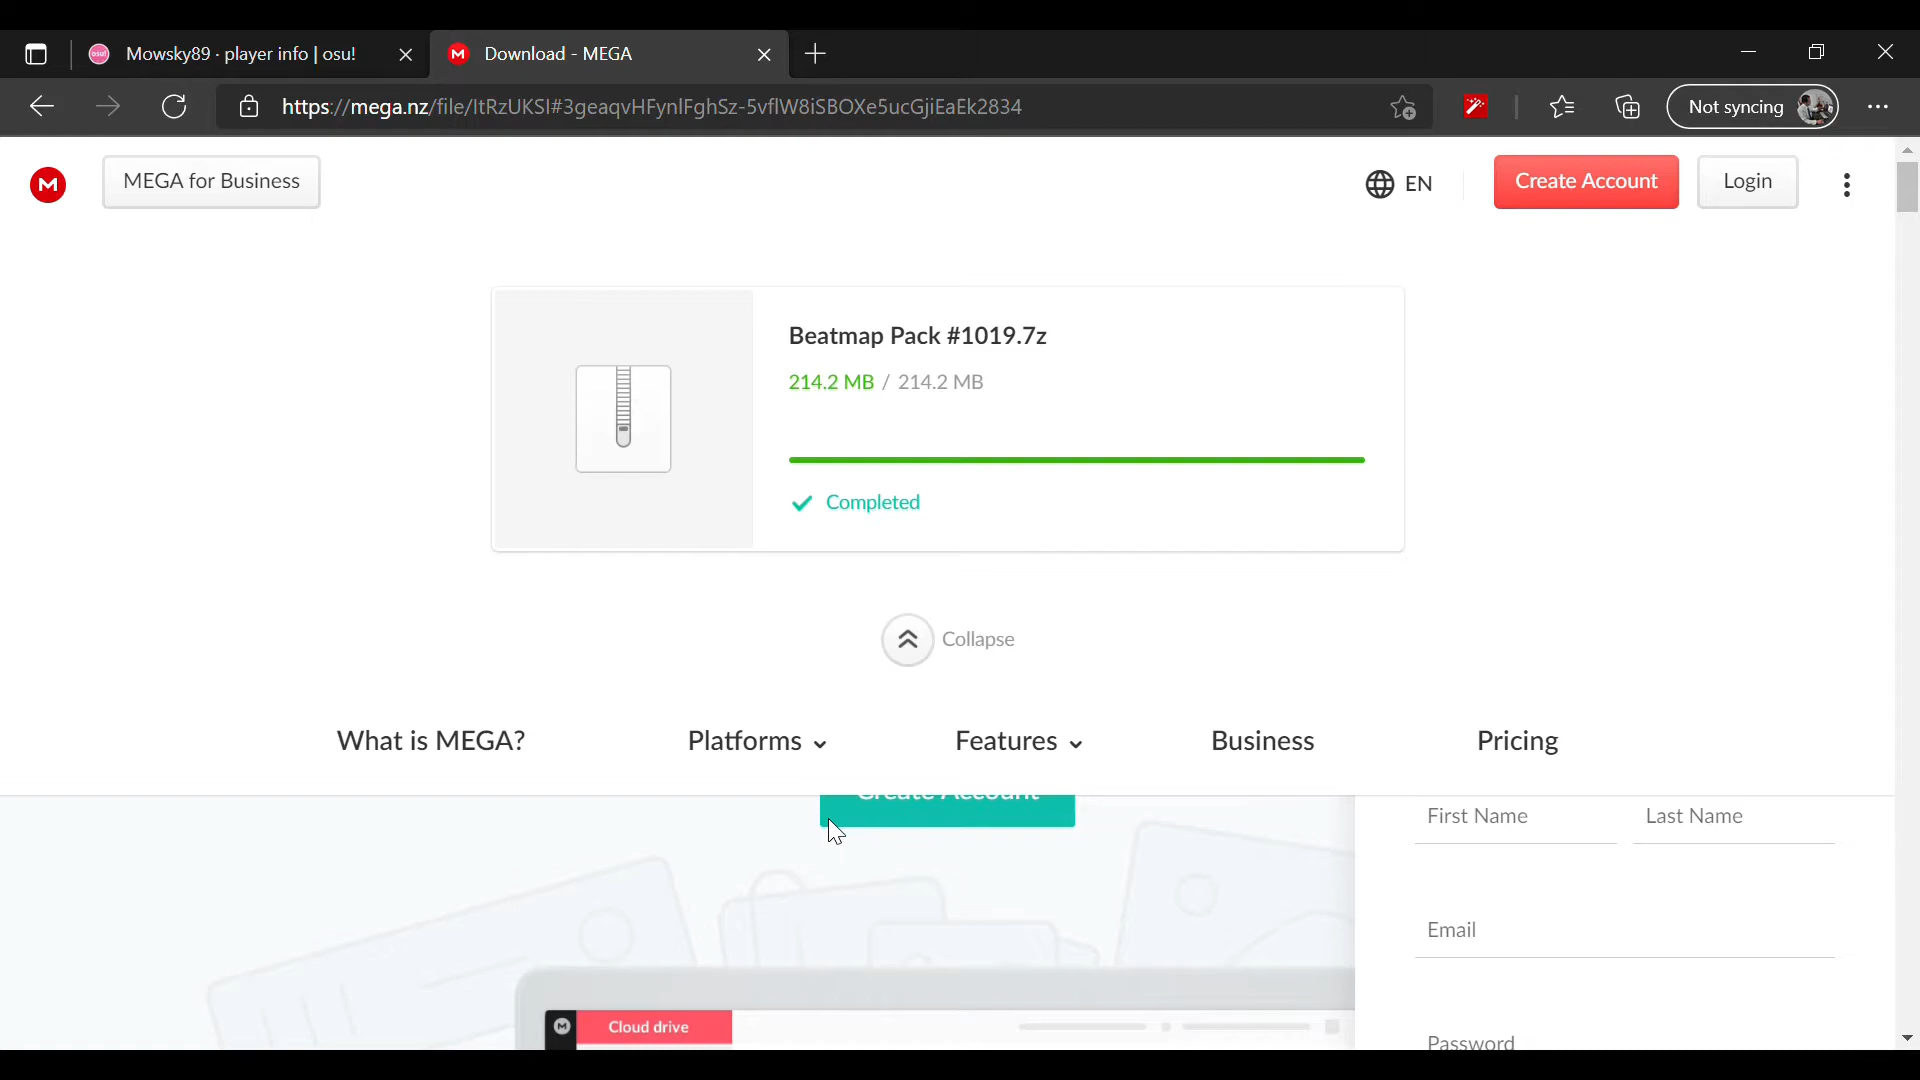 Mowsky89 · player info | osu!
Download - MEGA
https://mega.nz/file/ItRzUKSI#3geaqvHFynlFghSz-5vflW8iSBOXe5ucGjiEaEk2834
Not syncing
MEGA for Business
EN
Create Account
Login
Beatmap Pack #1019.7z
214.2 MB / 214.2 MB
Completed
Collapse
What is MEGA?
Platforms
Features
Business
Pricing
Create Account
First Name
Last Name
Email
Cloud drive
Password